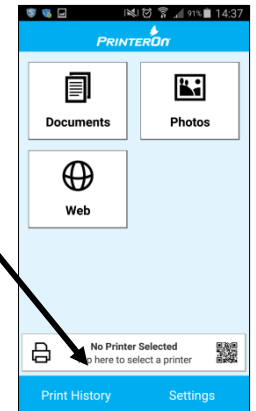 91% 14:37
PRINTERON
Documents Photos
Web
No Printer Selected
here to select a printer
Print History Settings